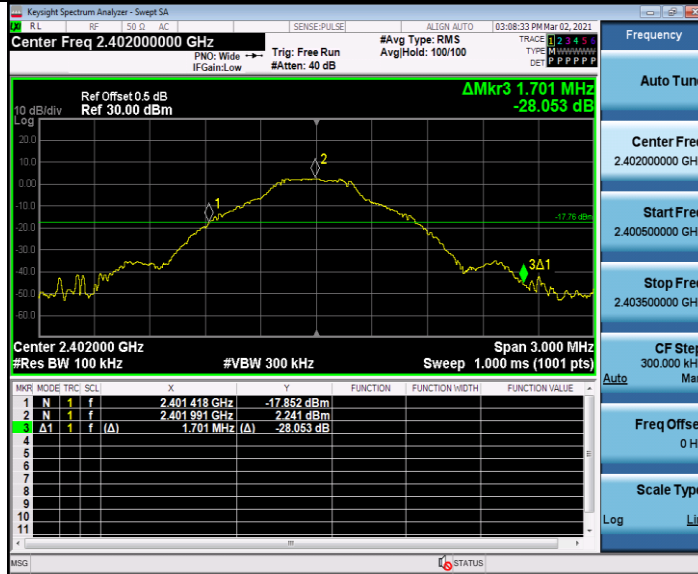 Keysight Spectrum Analyzer - Swept SA
RL RF 50 Ω AC SENSE:PULSE ALIGN AUTO 03:08:33 PM Mar 02, 2021
Center Freq 2.402000000 GHz
PNO: Wide
IFGain:Low
Trig: Free Run
#Atten: 40 dB
#Avg Type: RMS
Avg|Hold: 100/100
TRACE 1 2 3 4 5 6
TYPE M WWWWW
DET P P P P P P
Ref Offset 0.5 dB
10 dB/div Ref 30.00 dBm
Log
ΔMkr3 1.701 MHz
-28.053 dB
20.0
10.0
0.00
-10.0
-20.0
-30.0
-40.0
-50.0
-60.0
1
2
3Δ1
-17.76 dBm
Center 2.402000 GHz Span 3.000 MHz
#Res BW 100 kHz #VBW 300 kHz Sweep 1.000 ms (1001 pts)
MKR MODE TRC SCL X Y FUNCTION FUNCTION WIDTH FUNCTION VALUE
1 N 1 f 2.401 418 GHz -17.852 dBm
2 N 1 f 2.401 991 GHz 2.241 dBm
3 Δ1 1 f (Δ) 1.701 MHz (Δ) -28.053 dB
4
5
6
7
8
9
10
11
MSG STATUS
Frequency
Auto Tune
Center Freq
2.402000000 GH
Start Freq
2.400500000 GH
Stop Freq
2.403500000 GH
CF Step
300.000 kH
Auto Ma
Freq Offse
0 H
Scale Type
Log Li